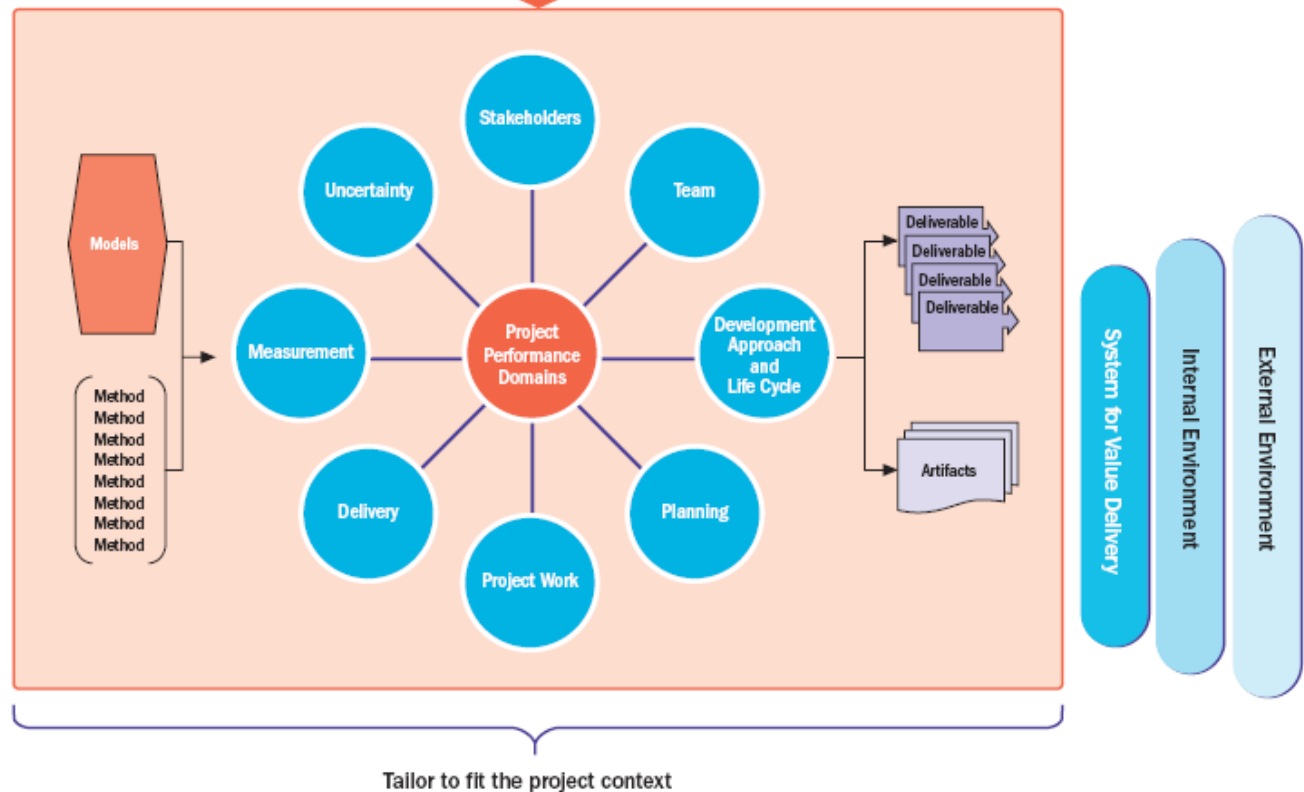 Stakeholders
Uncertainty
Team
Models
Deliverable
Deliverable
Deliverable
Deliverable
Measurement
Project
Performance
Domains
Development
Approach
and
Life Cycle
Method
Method
Method
Method
Method
Method
Method
Method
Delivery
Planning
Project Work
Artifacts
System for Value Delivery
Internal Environment
External Environment
Tailor to fit the project context